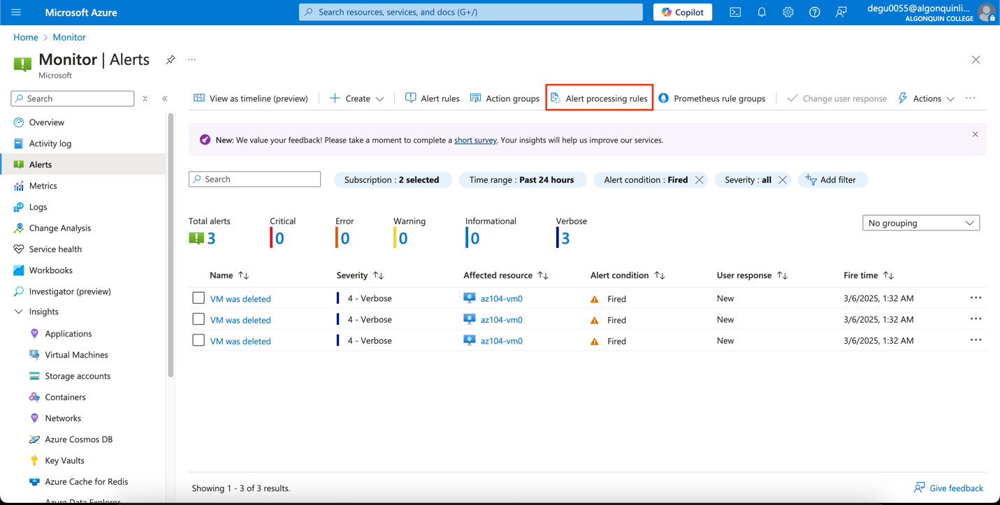 Microsoft Azure
Search resources, services, and docs (G+/)
Copilot
degu0055@algonquinli...
ALGONQUIN COLLEGE
Home > Monitor
Monitor | Alerts
...
Microsoft
Search
View as timeline (preview)
Create
Alert rules
Action groups
Alert processing rules
Prometheus rule groups
Change user response
Actions
...
Overview
Activity log
Alerts
Metrics
Logs
Change Analysis
Service health
Workbooks
Investigator (preview)
Insights
Applications
Virtual Machines
Storage accounts
Containers
Networks
Azure Cosmos DB
Key Vaults
Azure Cache for Redis
Azure Data Explorer
New: We value your feedback! Please take a moment to complete a short survey. Your insights will help us improve our services.
Search
Subscription : 2 selected
Time range : Past 24 hours
Alert condition : Fired
Severity : all
Add filter
Total alerts
3
Critical
0
Error
0
Warning
0
Informational
0
Verbose
3
No grouping
Name Severity Affected resource Alert condition User response Fire time
VM was deleted 4 - Verbose az104-vm0 Fired New 3/6/2025, 1:32 AM
VM was deleted 4 - Verbose az104-vm0 Fired New 3/6/2025, 1:32 AM
VM was deleted 4 - Verbose az104-vm0 Fired New 3/6/2025, 1:32 AM
Showing 1 - 3 of 3 results.
Give feedback